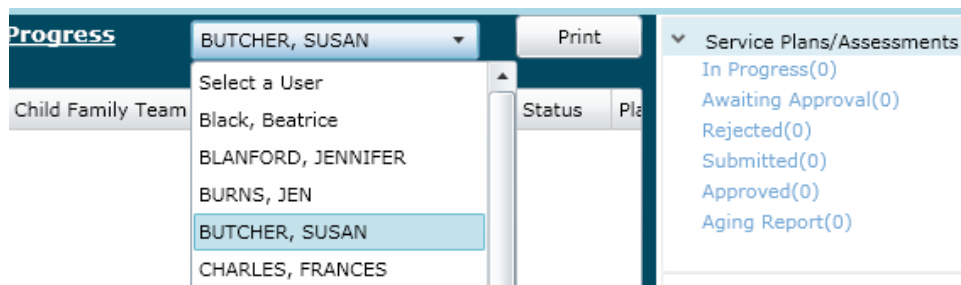 Progress
BUTCHER, SUSAN
Print
Select a User
Child Family Team
Status
Black, Beatrice
BLANFORD, JENNIFER
BURNS, JEN
BUTCHER, SUSAN
CHARLES, FRANCES
Service Plans/Assessments
In Progress(0)
Awaiting Approval(0)
Rejected(0)
Submitted(0)
Approved(0)
Aging Report(0)